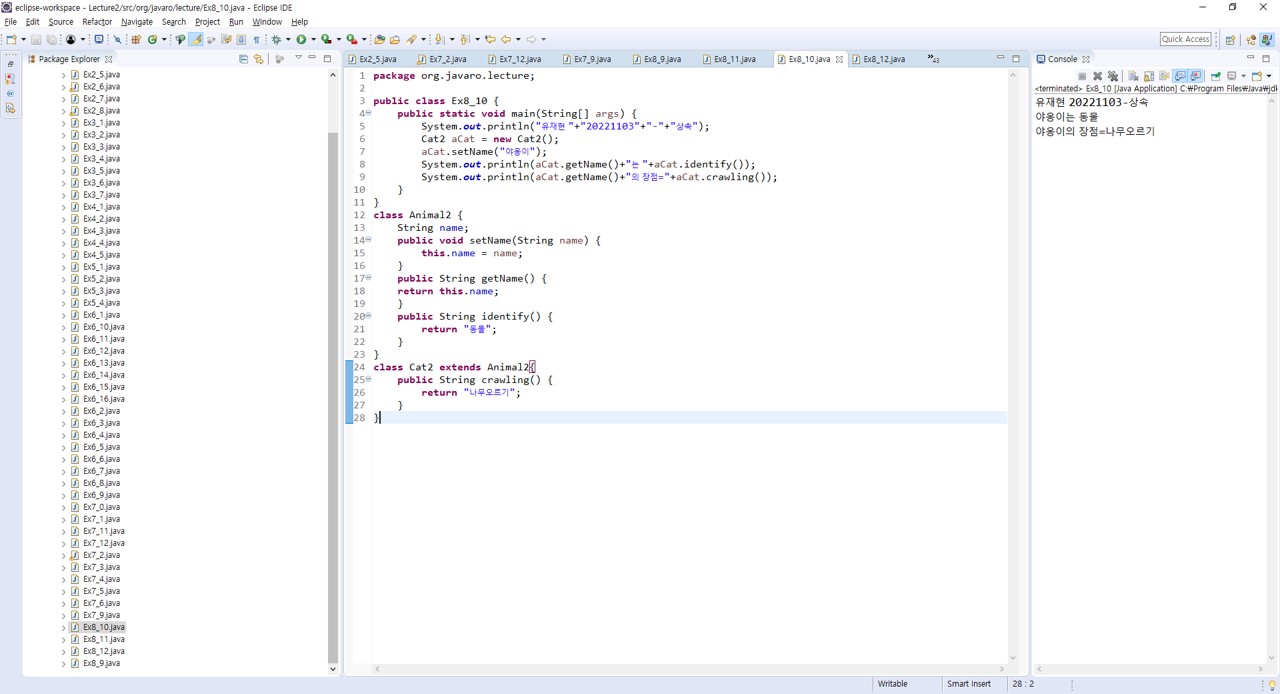 eclipse-workspace - Lecture2/src/org/javaro/lecture/Ex8_10.java - Eclipse IDE
File Edit Source Refactor Navigate Search Project Run Window Help
Quick Access
Package Explorer
Ex2_5.java
Ex2_6.java
Ex2_7.java
Ex2_8.java
Ex3_1.java
Ex3_2.java
Ex3_3.java
Ex3_4.java
Ex3_5.java
Ex3_6.java
Ex3_7.java
Ex4_1.java
Ex4_2.java
Ex4_3.java
Ex4_4.java
Ex4_5.java
Ex5_1.java
Ex5_2.java
Ex5_3.java
Ex5_4.java
Ex6_1.java
Ex6_10.java
Ex6_11.java
Ex6_12.java
Ex6_13.java
Ex6_14.java
Ex6_15.java
Ex6_16.java
Ex6_2.java
Ex6_3.java
Ex6_4.java
Ex6_5.java
Ex6_6.java
Ex6_7.java
Ex6_8.java
Ex6_9.java
Ex7_0.java
Ex7_1.java
Ex7_11.java
Ex7_12.java
Ex7_2.java
Ex7_3.java
Ex7_4.java
Ex7_5.java
Ex7_6.java
Ex7_9.java
Ex8_10.java
Ex8_11.java
Ex8_12.java
Ex8_9.java
Ex2_5.java Ex7_2.java Ex7_12.java Ex7_9.java Ex8_9.java Ex8_11.java Ex8_10.java Ex8_12.java »43
1 package org.javaro.lecture;
2
3 public class Ex8_10 {
4 public static void main(String[] args) {
5 System.out.println("유재현 "+"20221103"+"-"+"상속");
6 Cat2 aCat = new Cat2();
7 aCat.setName("야옹이");
8 System.out.println(aCat.getName()+"는 "+aCat.identify());
9 System.out.println(aCat.getName()+"의 장점="+aCat.crawling());
10 }
11 }
12 class Animal2 {
13 String name;
14 public void setName(String name) {
15 this.name = name;
16 }
17 public String getName() {
18 return this.name;
19 }
20 public String identify() {
21 return "동물";
22 }
23 }
24 class Cat2 extends Animal2{
25 public String crawling() {
26 return "나무오르기";
27 }
28 }
Console
<terminated> Ex8_10 [Java Application] C:₩Program Files₩Java₩jdk
유재현 20221103-상속
야옹이는 동물
야옹이의 장점=나무오르기
Writable Smart Insert 28 : 2